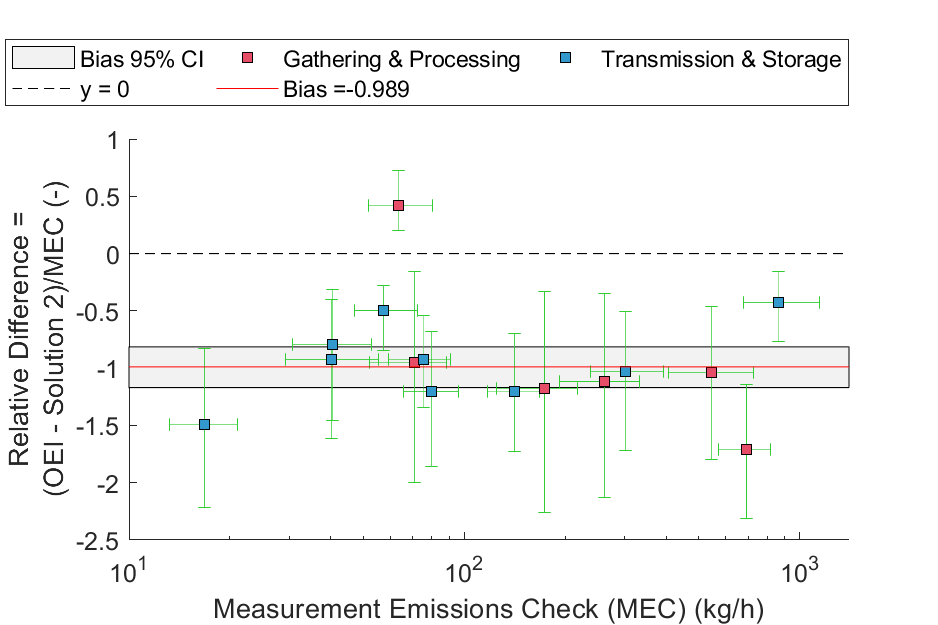 Bias 95% CI Gathering & Processing Transmission & Storage
y = 0 Bias =-0.989
1
0.5
0
-0.5
-1
-1.5
-2
-2.5
Relative Difference =
(OEI - Solution 2)/MEC (-)
10¹ 10² 10³
Measurement Emissions Check (MEC) (kg/h)